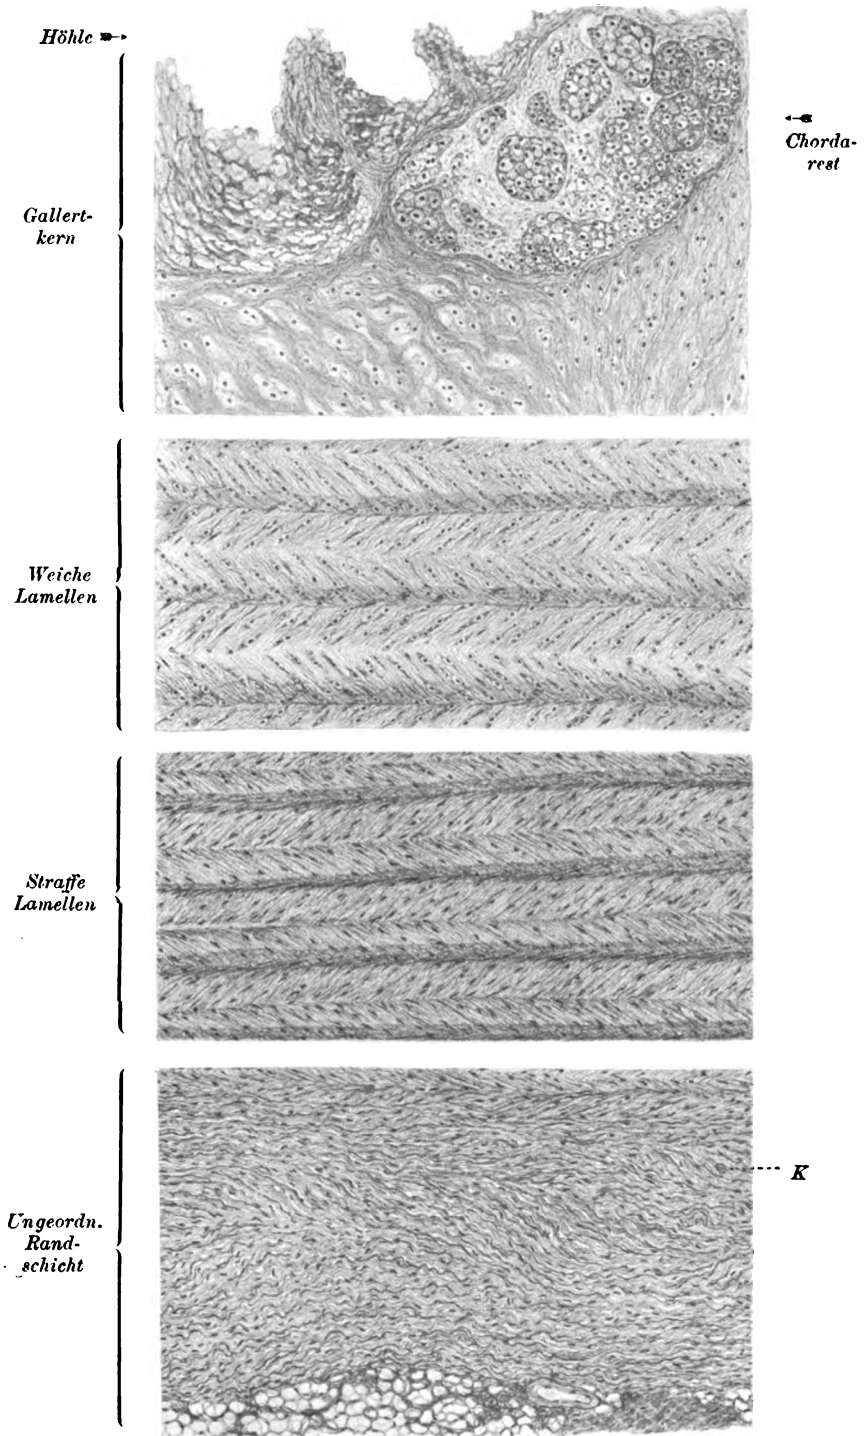 Höhle
Chorda-
rest
Gallert-
kern
Weiche
Lamellen
Straffe
Lamellen
K
Ungeordn.
Rand-
schicht